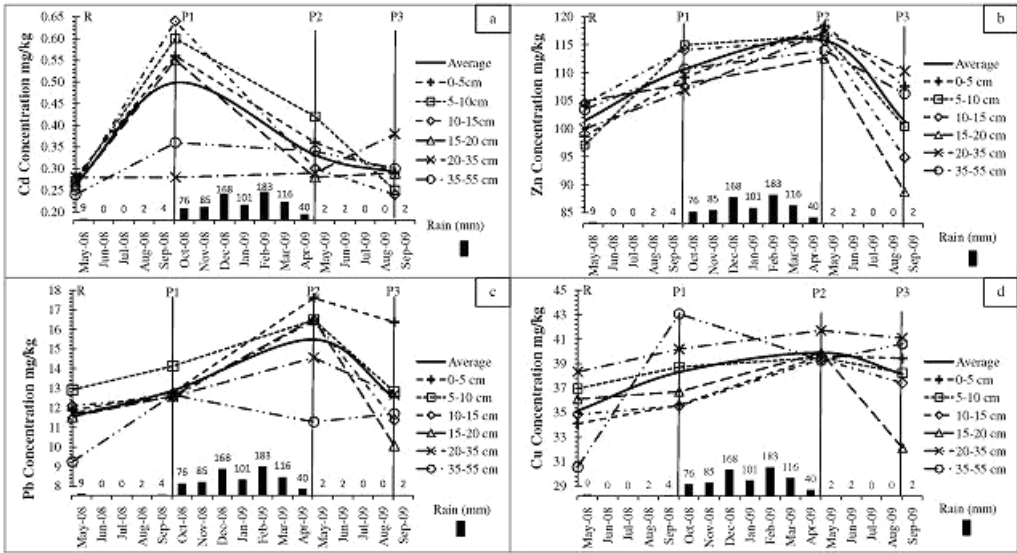 R P1 P2 P3 a
Cd Concentration mg/kg
0.65
0.60
0.55
0.50
0.45
0.40
0.35
0.30
0.25
0.20
9 0 0 2 4 76 85 168 101 183 116 40 2 2 0 0 2
May-08 Jun-08 Jul-08 Aug-08 Sep-08 Oct-08 Nov-08 Dec-08 Jan-09 Feb-09 Mar-09 Apr-09 May-09 Jun-09 Jul-09 Aug-09 Sep-09
Average
0-5cm
5-10cm
10-15cm
15-20 cm
20-35 cm
35-55 cm
Rain (mm)
R P1 P2 P3 b
Zn Concentration mg/kg
120
115
110
105
100
95
90
85
9 0 0 2 4 76 85 168 101 183 116 40 2 2 0 0 2
May-08 Jun-08 Jul-08 Aug-08 Sep-08 Oct-08 Nov-08 Dec-08 Jan-09 Feb-09 Mar-09 Apr-09 May-09 Jun-09 Jul-09 Aug-09 Sep-09
Average
0-5cm
5-10cm
10-15cm
15-20 cm
20-35 cm
35-55 cm
Rain (mm)
R P1 P2 P3 c
Pb Concentration mg/kg
18
17
16
15
14
13
12
11
10
9
8
9 0 0 2 4 76 85 168 101 183 116 40 2 2 0 0 2
May-08 Jun-08 Jul-08 Aug-08 Sep-08 Oct-08 Nov-08 Dec-08 Jan-09 Feb-09 Mar-09 Apr-09 May-09 Jun-09 Jul-09 Aug-09 Sep-09
Average
0-5 cm
5-10 cm
10-15 cm
15-20 cm
20-35 cm
35-55 cm
Rain (mm)
R P1 P2 P3 d
Cu Concentration mg/kg
45
43
41
39
37
35
33
31
29
9 0 0 2 4 76 85 168 101 183 116 40 2 2 0 0 2
May-08 Jun-08 Jul-08 Aug-08 Sep-08 Oct-08 Nov-08 Dec-08 Jan-09 Feb-09 Mar-09 Apr-09 May-09 Jun-09 Jul-09 Aug-09 Sep-09
Average
0-5 cm
5-10 cm
10-15 cm
15-20 cm
20-35 cm
35-55 cm
Rain (mm)